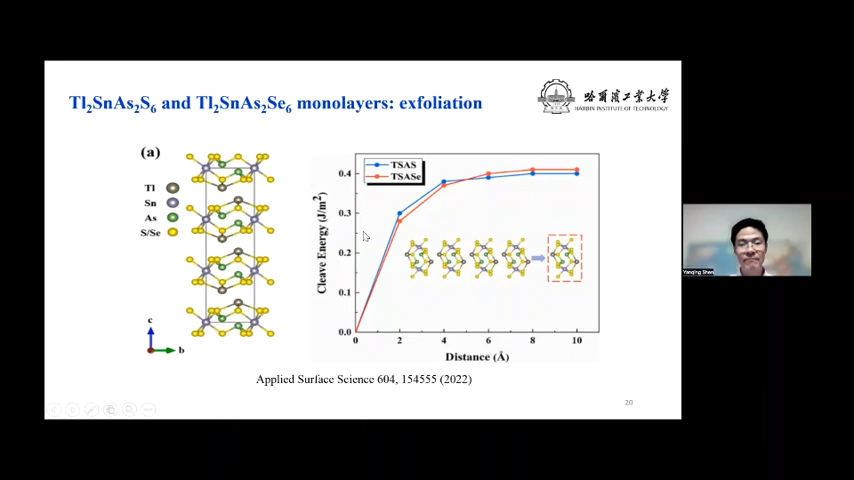 Tl2SnAs2S6 and Tl2SnAs2Se6 monolayers: exfoliation
哈爾濱工業大學
HARBIN INSTITUTE OF TECHNOLOGY
(a)
Tl
Sn
As
S/Se
c
b
TSAS
TSASe
Cleave Energy (J/m²)
0.4
0.3
0.2
0.1
0.0
0 2 4 6 8 10
Distance (Å)
Applied Surface Science 604, 154555 (2022)
20
Yanqing Shen